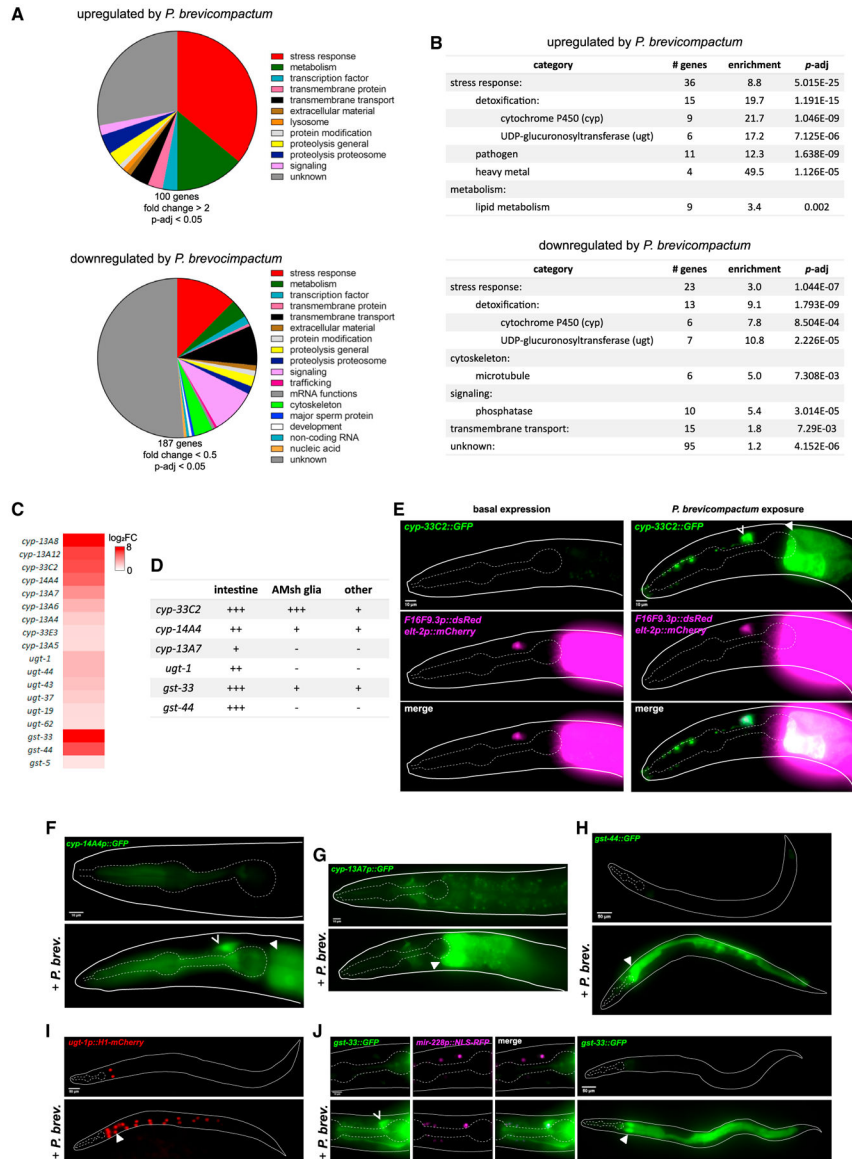 A
upregulated by P. brevicompactum
stress response
metabolism
transcription factor
transmembrane protein
transmembrane transport
extracellular material
lysosome
protein modification
proteolysis general
proteolysis proteosome
signaling
unknown
100 genes
fold change > 2
p-adj < 0.05
downregulated by P. brevocimpactum
stress response
metabolism
transcription factor
transmembrane protein
transmembrane transport
extracellular material
protein modification
proteolysis general
proteolysis proteosome
signaling
trafficking
mRNA functions
cytoskeleton
major sperm protein
development
non-coding RNA
nucleic acid
unknown
187 genes
fold change < 0.5
p-adj < 0.05
B
upregulated by P. brevicompactum
category # genes enrichment p-adj
stress response: 36 8.8 5.015E-25
detoxification: 15 19.7 1.191E-15
cytochrome P450 (cyp) 9 21.7 1.046E-09
UDP-glucuronosyltransferase (ugt) 6 17.2 7.125E-06
pathogen 11 12.3 1.638E-09
heavy metal 4 49.5 1.126E-05
metabolism:
lipid metabolism 9 3.4 0.002
downregulated by P. brevicompactum
category # genes enrichment p-adj
stress response: 23 3.0 1.044E-07
detoxification: 13 9.1 1.793E-09
cytochrome P450 (cyp) 6 7.8 8.504E-04
UDP-glucuronosyltransferase (ugt) 7 10.8 2.226E-05
cytoskeleton:
microtubule 6 5.0 7.308E-03
signaling:
phosphatase 10 5.4 3.014E-05
transmembrane transport: 15 1.8 7.29E-03
unknown: 95 1.2 4.152E-06
C
log₂FC
8
0
cyp-13A8
cyp-13A12
cyp-33C2
cyp-14A4
cyp-13A7
cyp-13A6
cyp-13A4
cyp-33E3
cyp-13A5
ugt-1
ugt-44
ugt-43
ugt-37
ugt-19
ugt-62
gst-33
gst-44
gst-5
D
intestine AMsh glia other
cyp-33C2 +++ +++ +
cyp-14A4 ++ + +
cyp-13A7 + - -
ugt-1 ++ - -
gst-33 +++ + +
gst-44 +++ - -
E
basal expression
P. brevicompactum exposure
cyp-33C2::GFP
cyp-33C2::GFP
10 μm
10 μm
F16F9.3p::dsRed
elt-2p::mCherry
F16F9.3p::dsRed
elt-2p::mCherry
merge
merge
F
cyp-14A4p::GFP
+ P. brev.
G
cyp-13A7p::GFP
+ P. brev.
H
gst-44p::GFP
50 μm
+ P. brev.
I
ugt-1p::H1-mCherry
50 μm
+ P. brev.
J
gst-33::GFP
mir-228p::NLS-RFP
merge
gst-33::GFP
50 μm
+ P. brev.